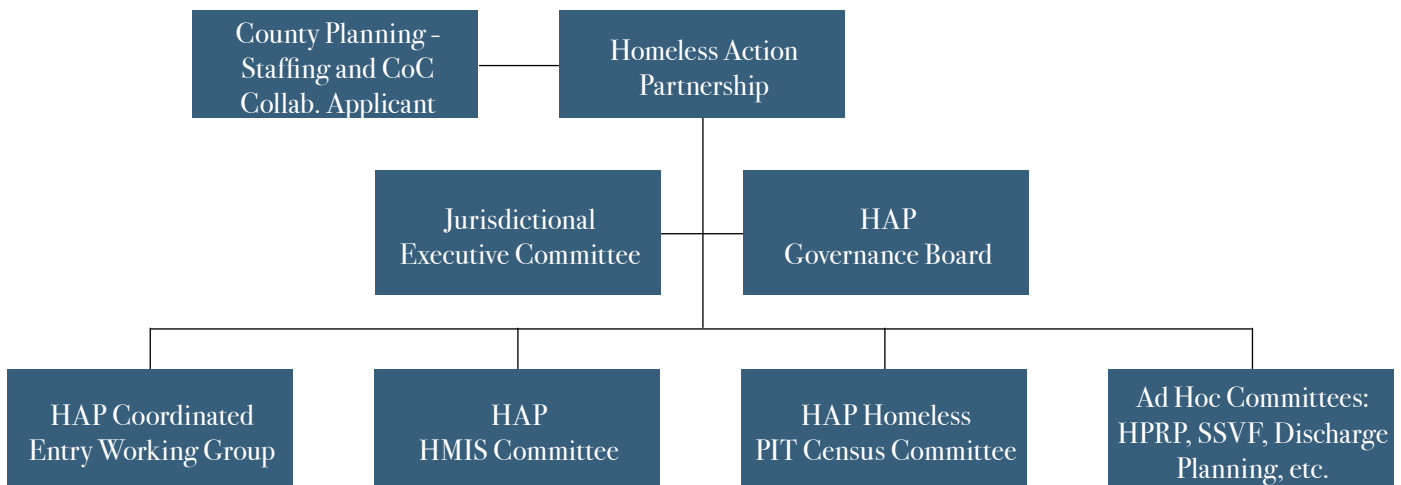 County Planning -
Staffing and CoC
Collab. Applicant
Homeless Action
Partnership
Jurisdictional
Executive Committee
HAP
Governance Board
HAP Coordinated
Entry Working Group
HAP
HMIS Committee
HAP Homeless
PIT Census Committee
Ad Hoc Committees:
HPRP, SSVF, Discharge
Planning, etc.